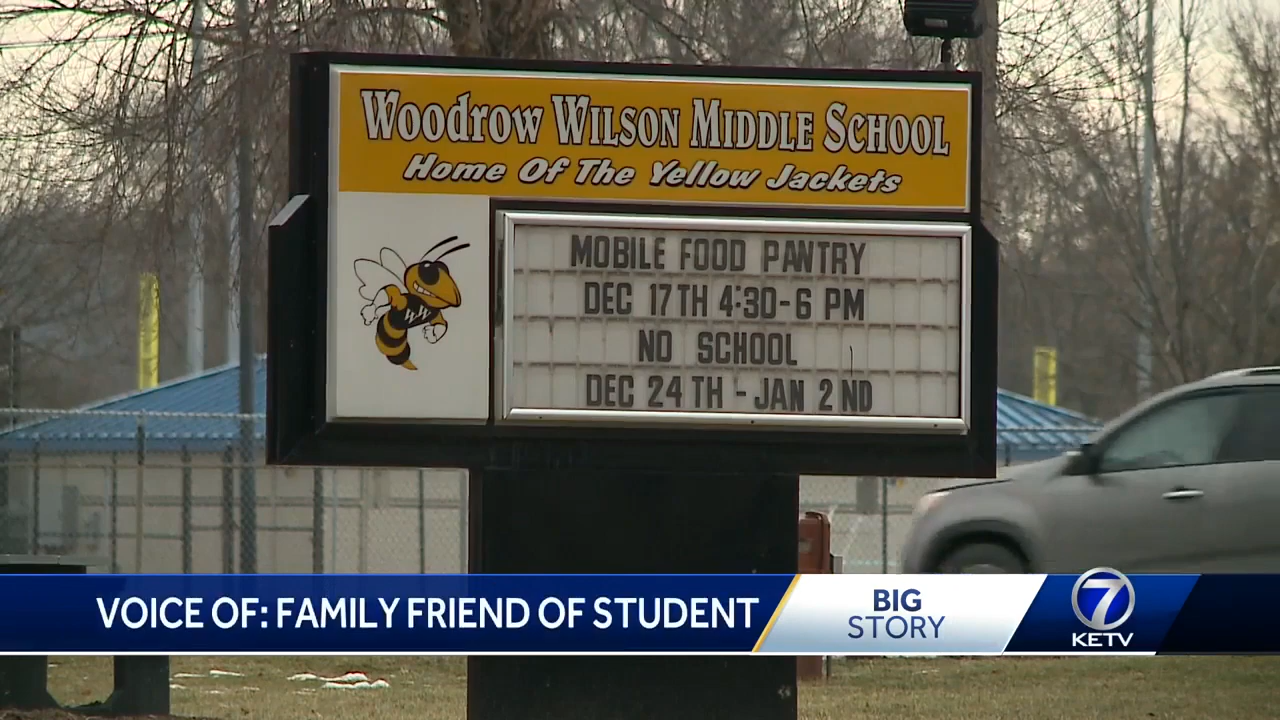 Woodrow Wilson Middle School
Home Of The Yellow Jackets
WW
MOBILE FOOD PANTRY
DEC 17TH 4:30-6 PM
NO SCHOOL
DEC 24TH - JAN 2ND
VOICE OF: FAMILY FRIEND OF STUDENT
BIG
STORY
7
KETV